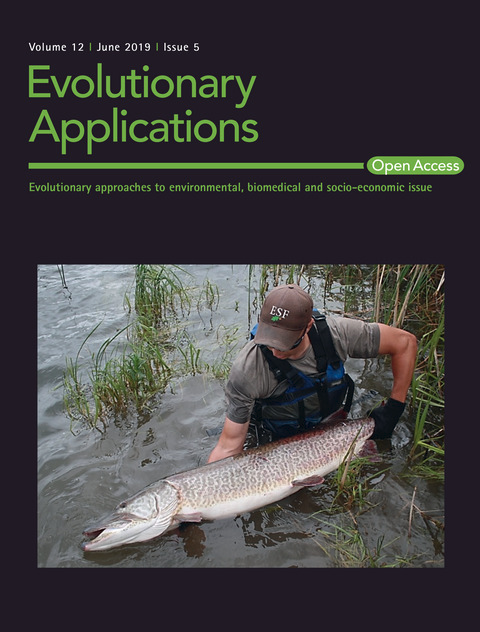 Volume 12 | June 2019 | Issue 5
Evolutionary
Applications
Open Access
Evolutionary approaches to environmental, biomedical and socio-economic issue
ESF